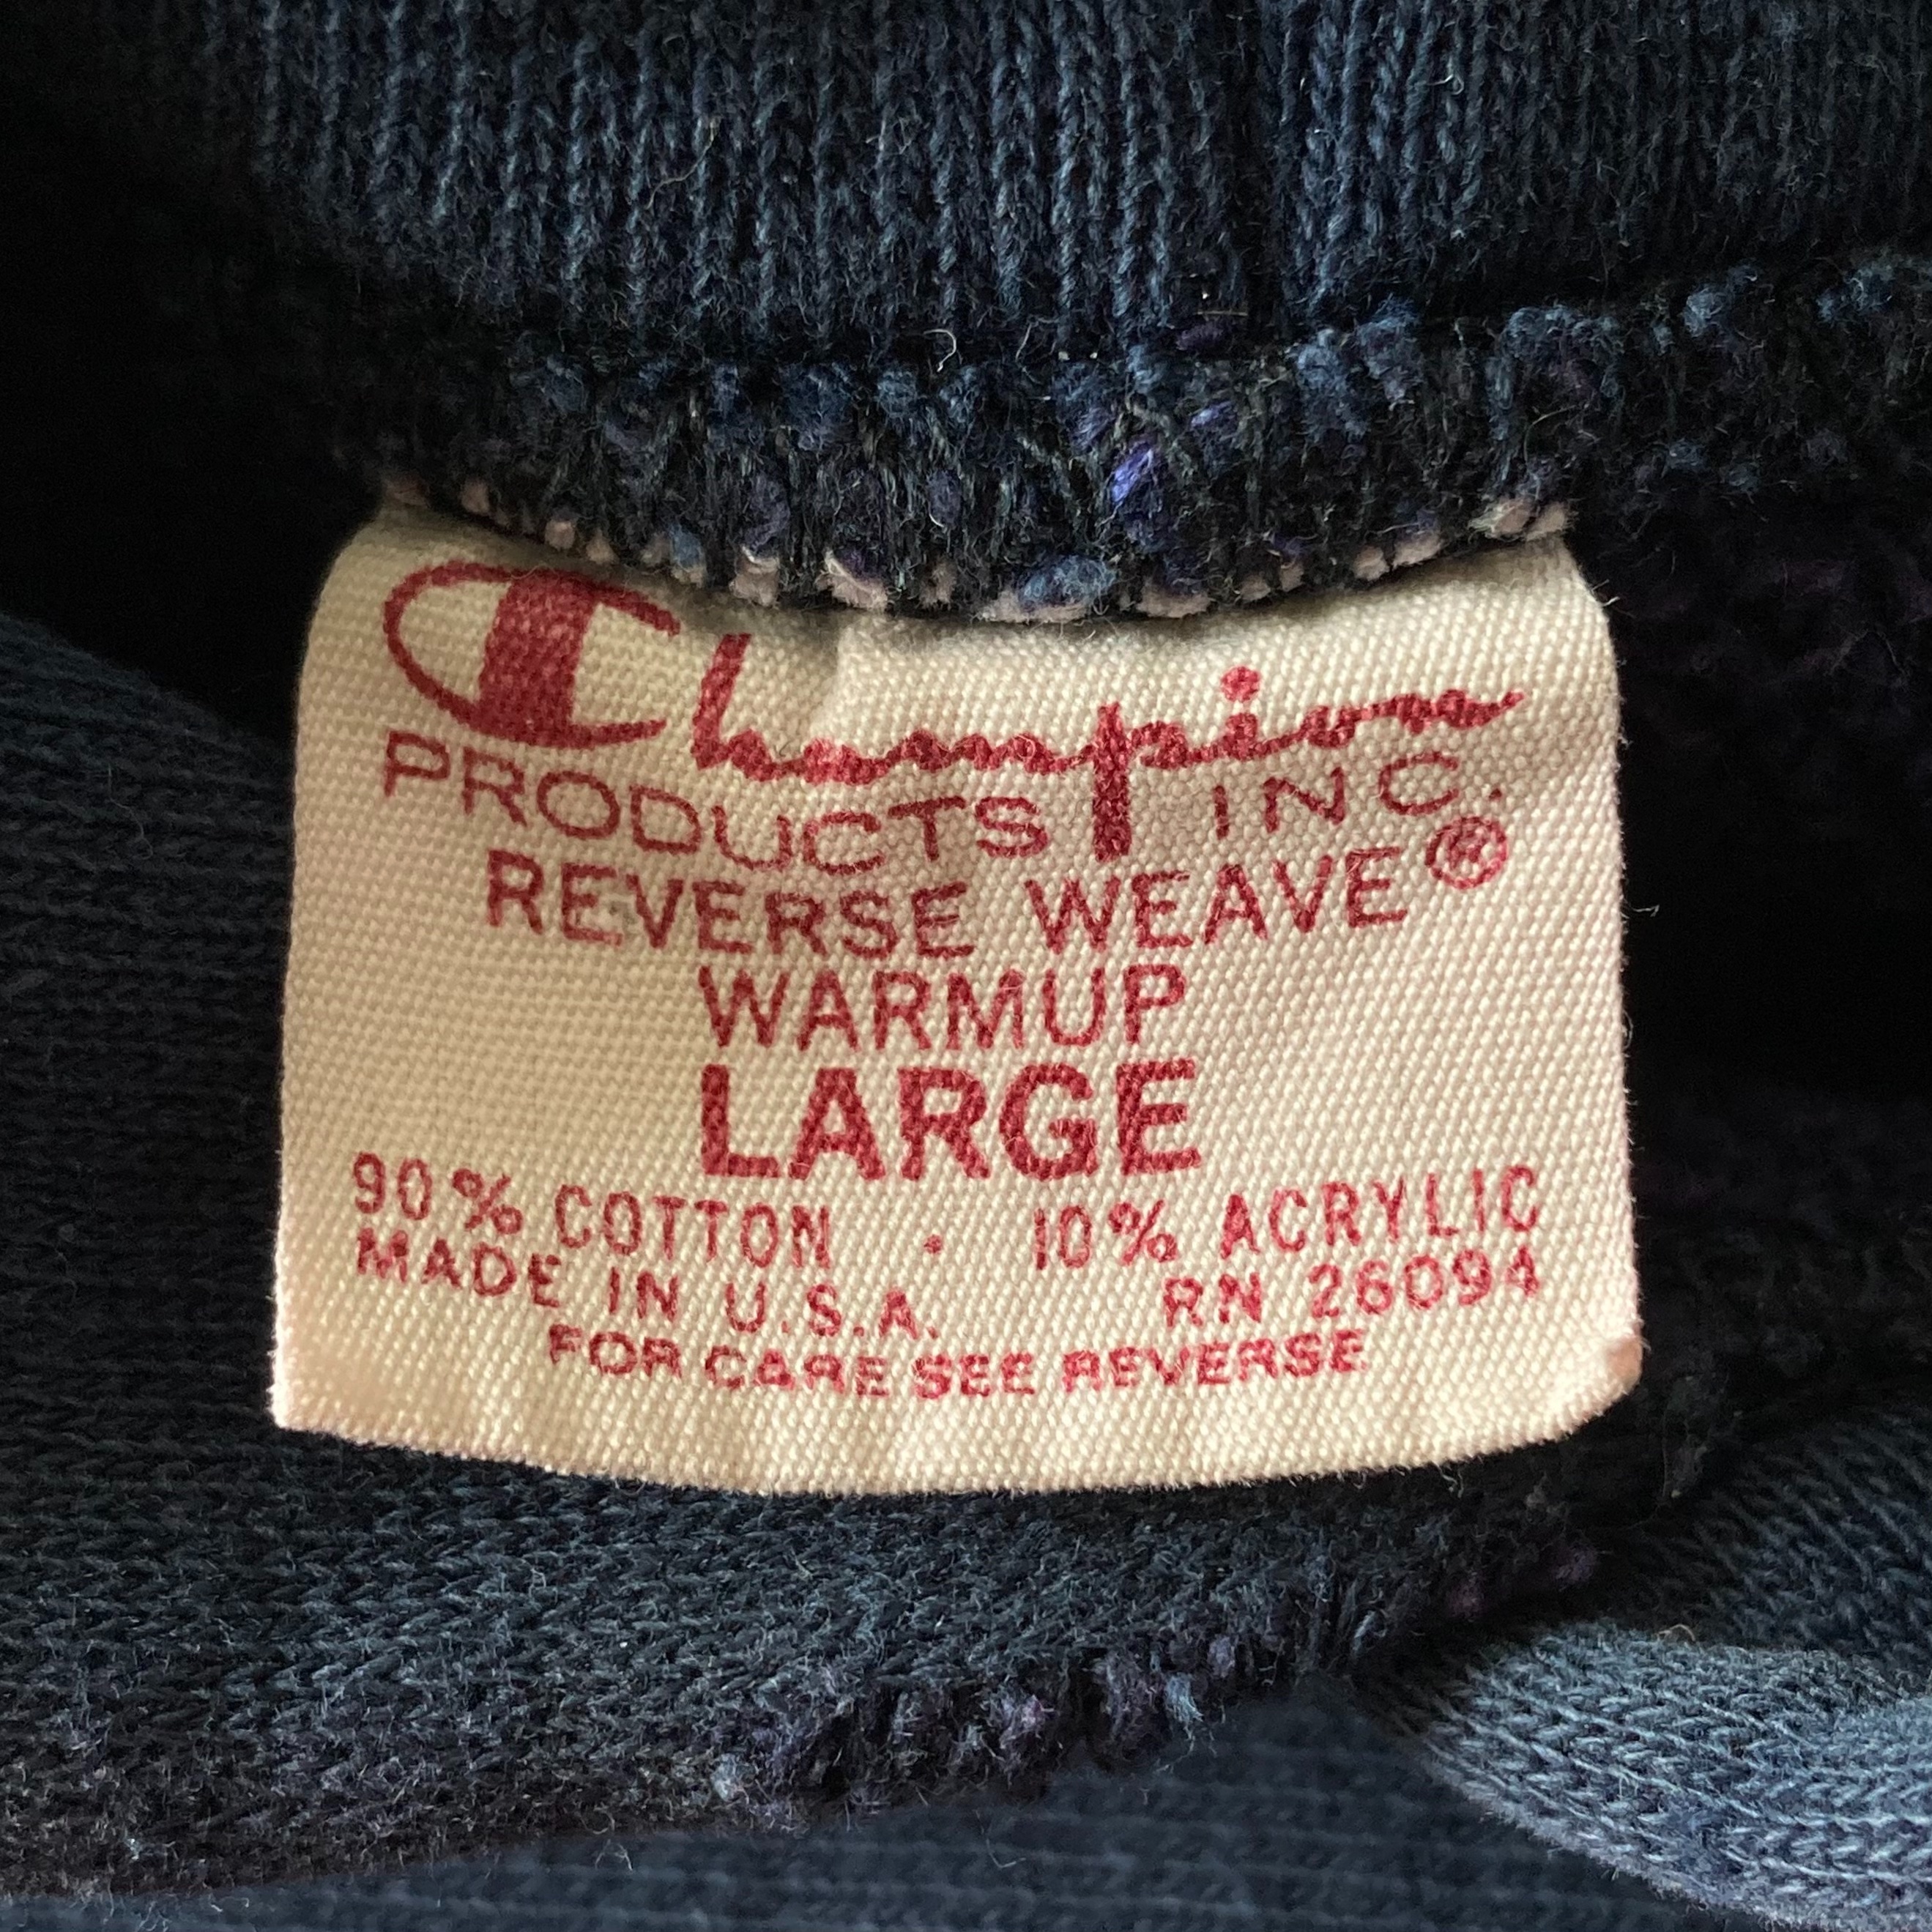 Champion
PRODUCTS INC.
REVERSE WEAVE®
WARMUP
LARGE
90% COTTON · 10% ACRYLIC
MADE IN U.S.A. RN 26094
FOR CARE SEE REVERSE